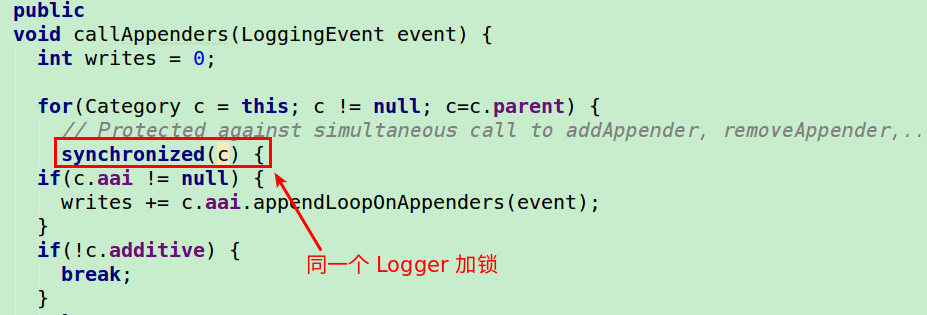 public
void callAppenders(LoggingEvent event) {
int writes = 0;
for(Category c = this; c != null; c=c.parent) {
// Protected against simultaneous call to addAppender, removeAppender,..
synchronized(c) {
if(c.aai != null) {
writes += c.aai.appendLoopOnAppenders(event);
}
if(!c.additive) {
break;
}
同一个 Logger 加锁